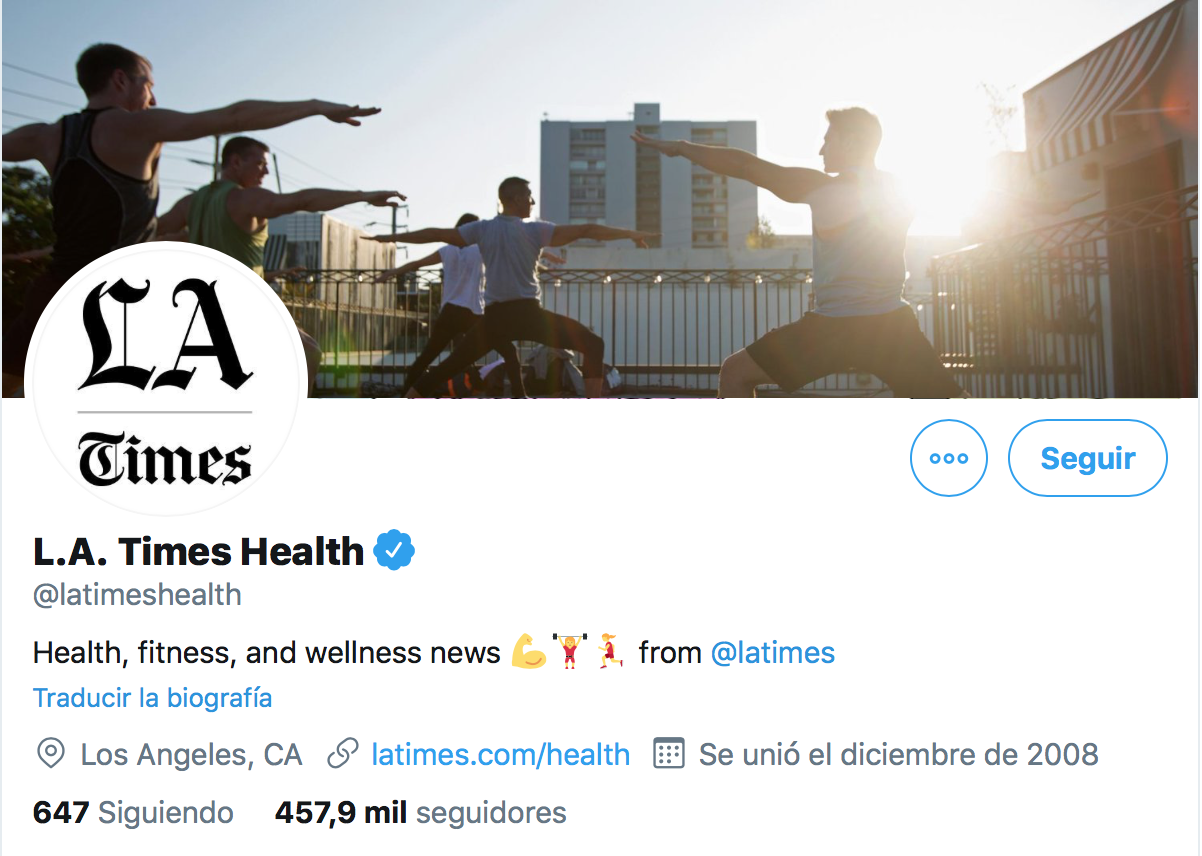 LA
Times
Seguir
L.A. Times Health
@latimeshealth
Health, fitness, and wellness news 💪🏋️‍♀️🏃‍♀️ from @latimes
Traducir la biografía
Los Angeles, CA latimes.com/health Se unió el diciembre de 2008
647 Siguiendo 457,9 mil seguidores